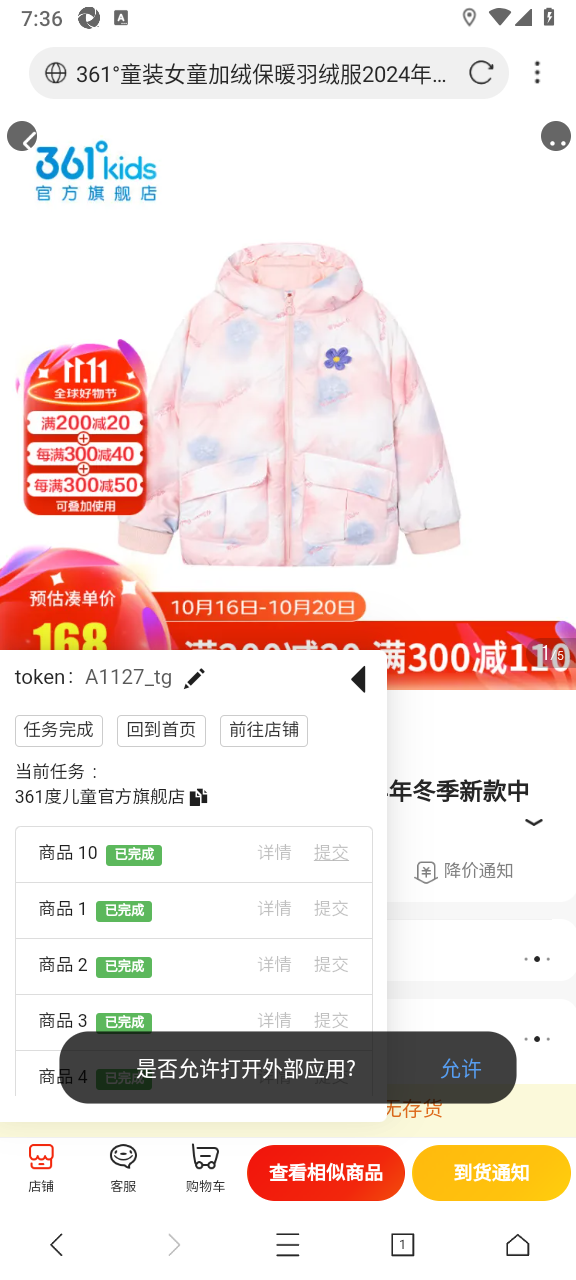 7:36
A
361°童装女童加绒保暖羽绒服2024年…
361°kids
官方旗舰店
11.11
全球好物节
满200减20
每满300减40
每满300减50
可叠加使用
预估凑单价
168
10月16日-10月20日
满300减110
1/5
token: A1127_tg
任务完成 回到首页 前往店铺
当前任务：
361度儿童官方旗舰店
年冬季新款中
降价通知
商品 10 已完成 详情 提交
商品 1 已完成 详情 提交
商品 2 已完成 详情 提交
商品 3 已完成 详情 提交
商品 4 已完成
是否允许打开外部应用? 允许
无存货
店铺 客服 购物车 查看相似商品 到货通知
1